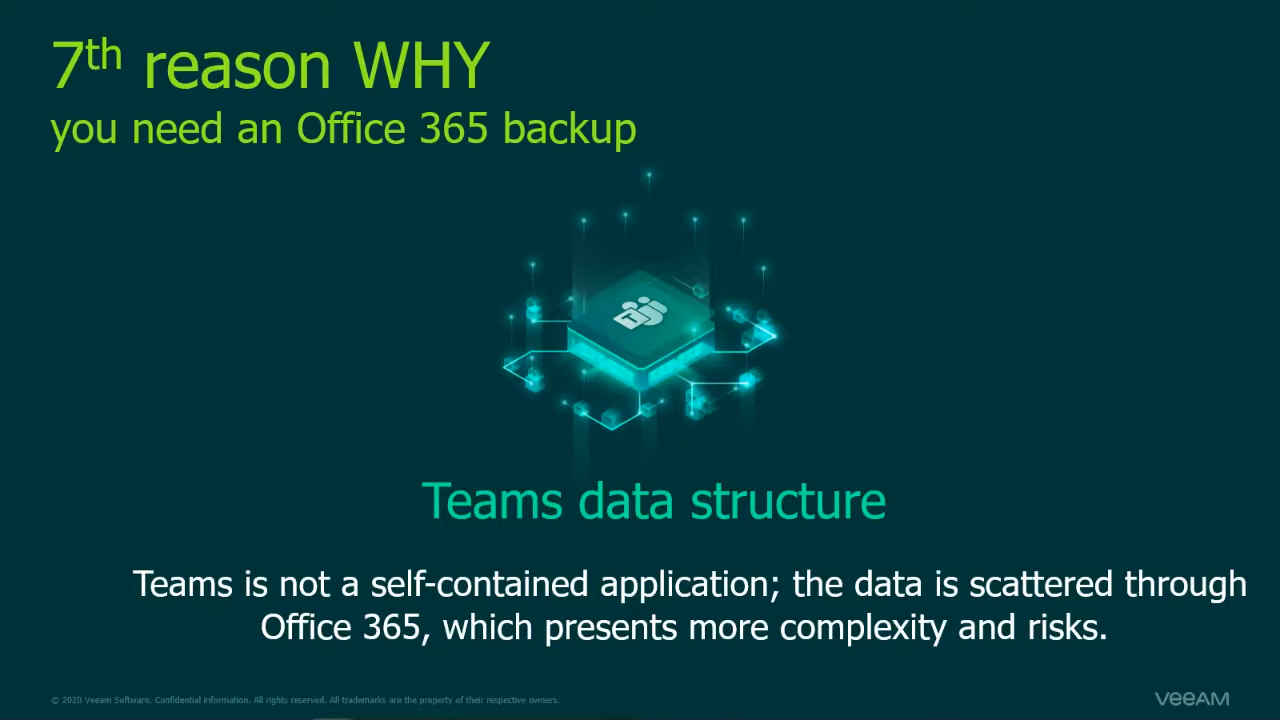 7th reason WHY
you need an Office 365 backup
T
Teams data structure
Teams is not a self-contained application; the data is scattered through
Office 365, which presents more complexity and risks.
© 2020 Veeam Software. Confidential information. All rights reserved. All trademarks are the property of their respective owners.
VEEAM